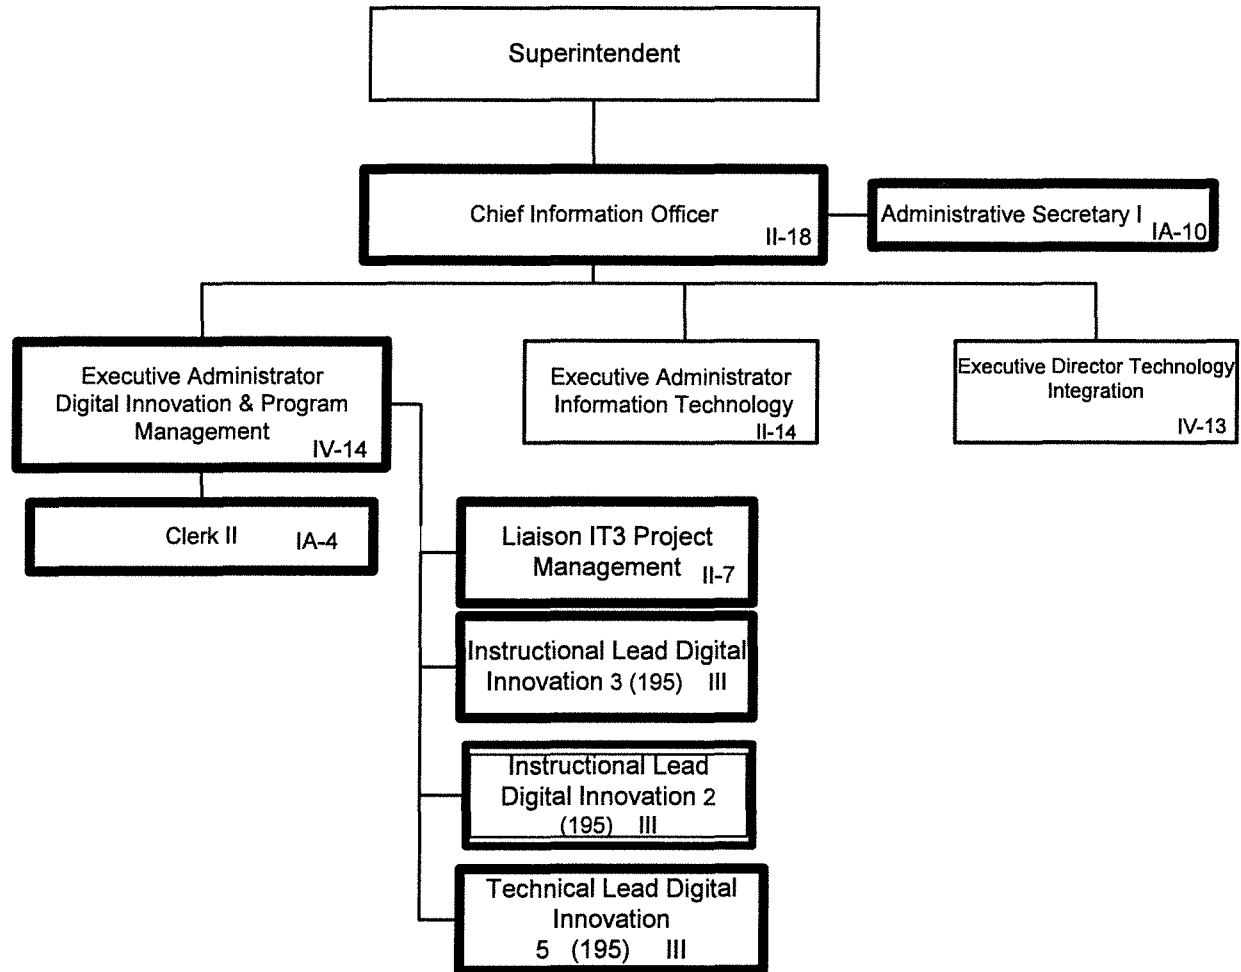 Superintendent
Chief Information Officer
II-18
Administrative Secretary I
IA-10
Executive Administrator
Digital Innovation & Program
Management
IV-14
Executive Administrator
Information Technology
II-14
Executive Director Technology
Integration
IV-13
Clerk II IA-4
Liaison IT3 Project
Management II-7
Instructional Lead Digital
Innovation 3 (195) III
Instructional Lead
Digital Innovation 2
(195) III
Technical Lead Digital
Innovation
5 (195) III